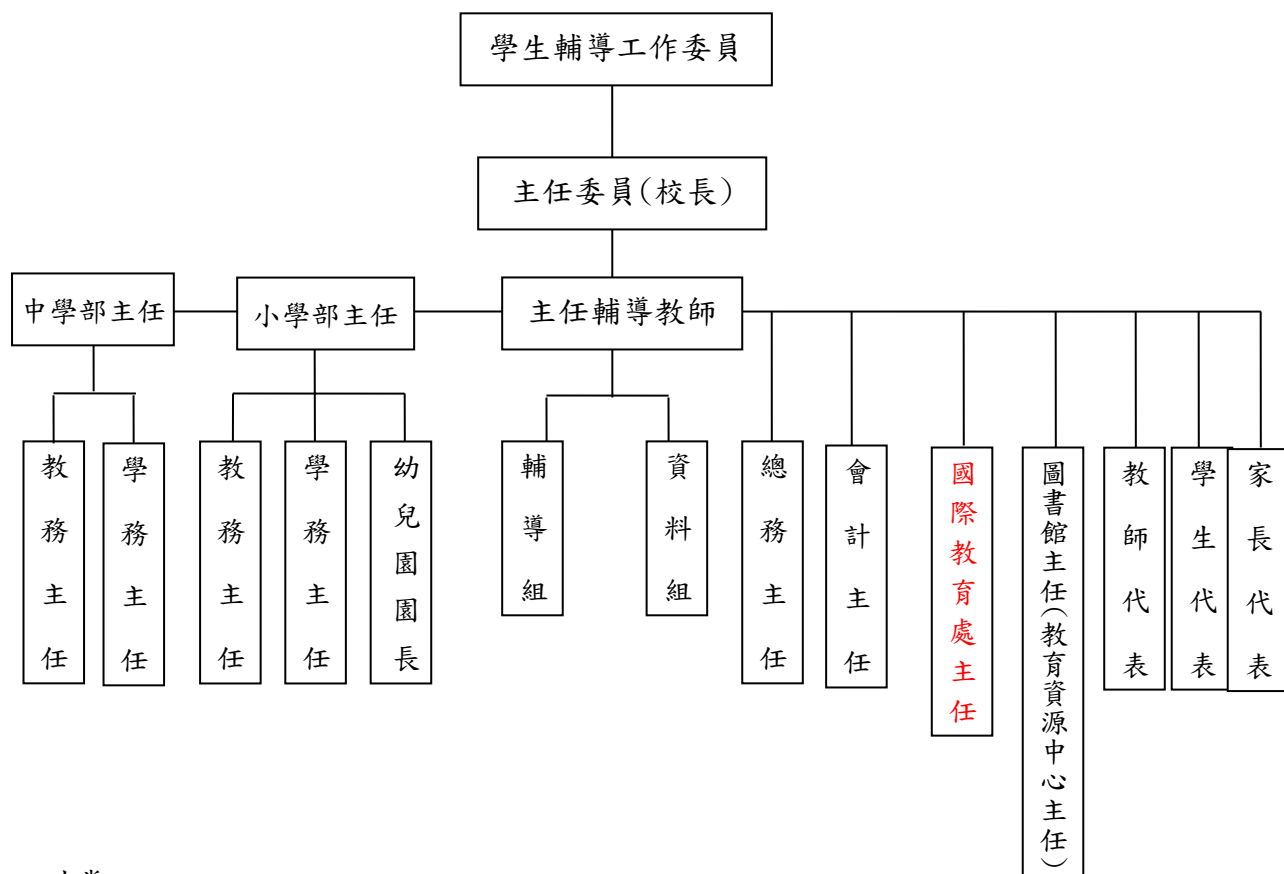 學生輔導工作委員
主任委員(校長)
中學部主任
小學部主任
主任輔導教師
教務主任
學務主任
教務主任
學務主任
幼兒園園長
輔導組
資料組
總務主任
會計主任
國際教育處主任
圖書館主任(教育資源中心主任)
教師代表
學生代表
家長代表